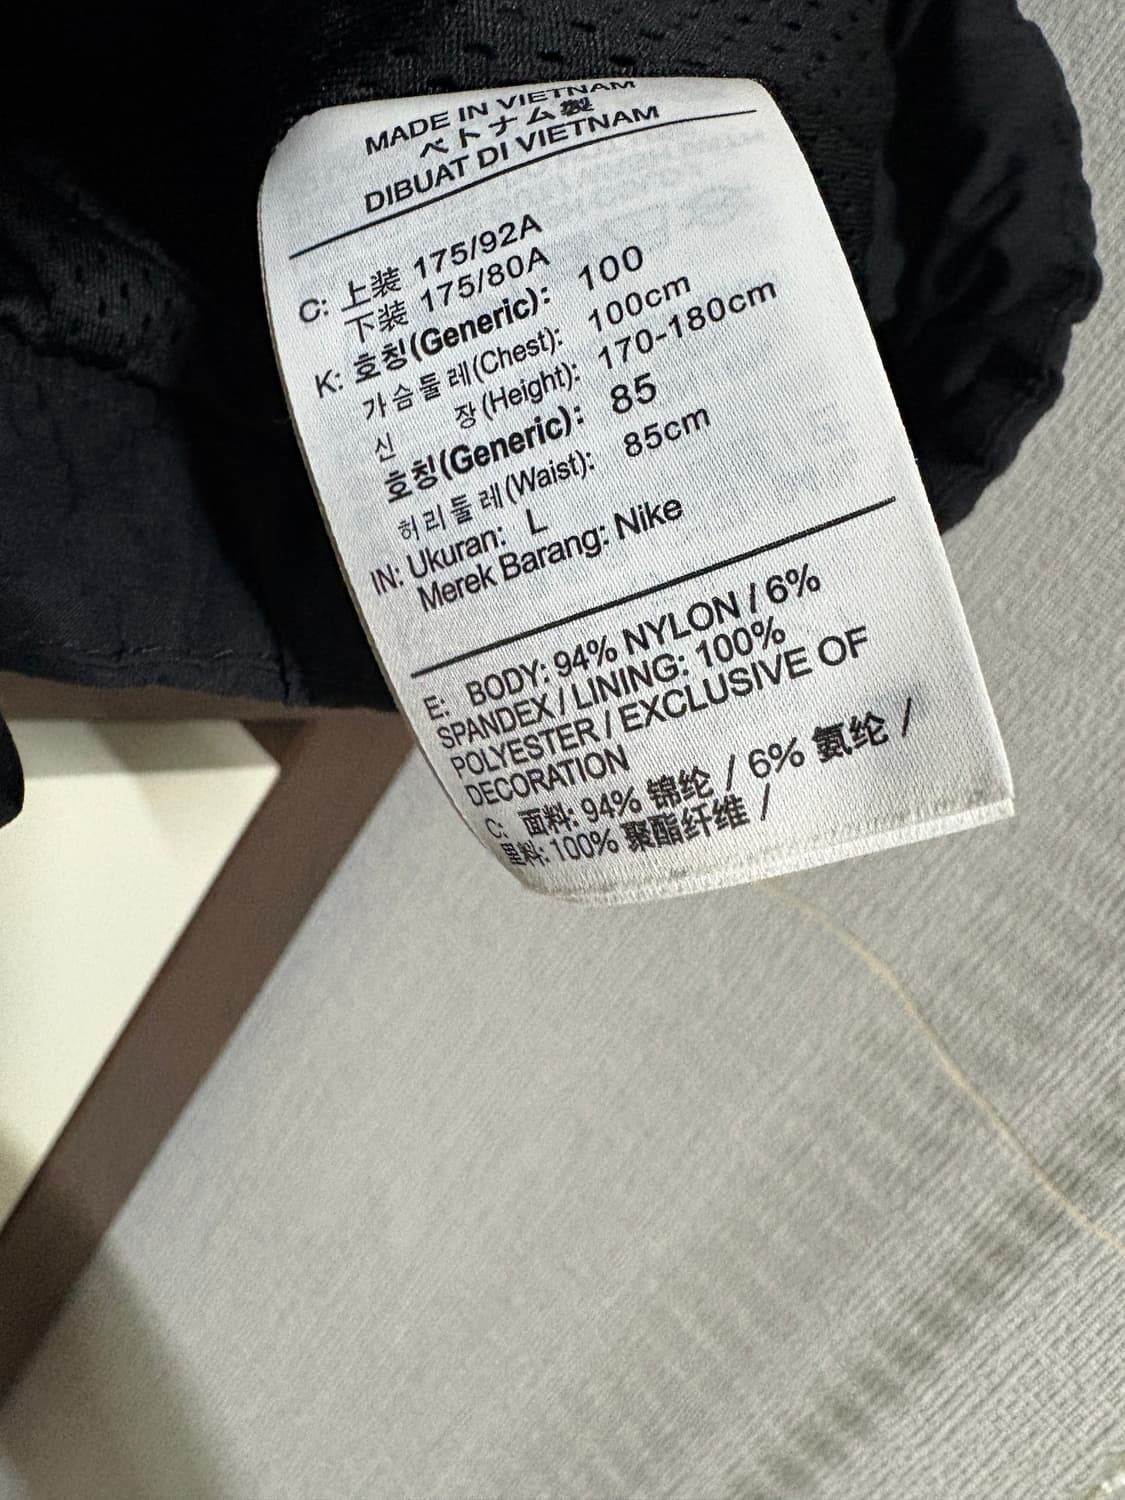 MADE IN VIETNAM
ベトナム製
DIBUAT DI VIETNAM
C: 上装 175/92A
下装 175/80A
K: 호칭(Generic): 100
가슴둘레(Chest): 100cm
신 장(Height): 170-180cm
호칭(Generic): 85
허리둘레(Waist): 85cm
IN: Ukuran: L
Merek Barang: Nike
E: BODY: 94% NYLON / 6%
SPANDEX / LINING: 100%
POLYESTER / EXCLUSIVE OF
DECORATION
C: 面料: 94% 锦纶 / 6% 氨纶 /
里料: 100% 聚酯纤维 /